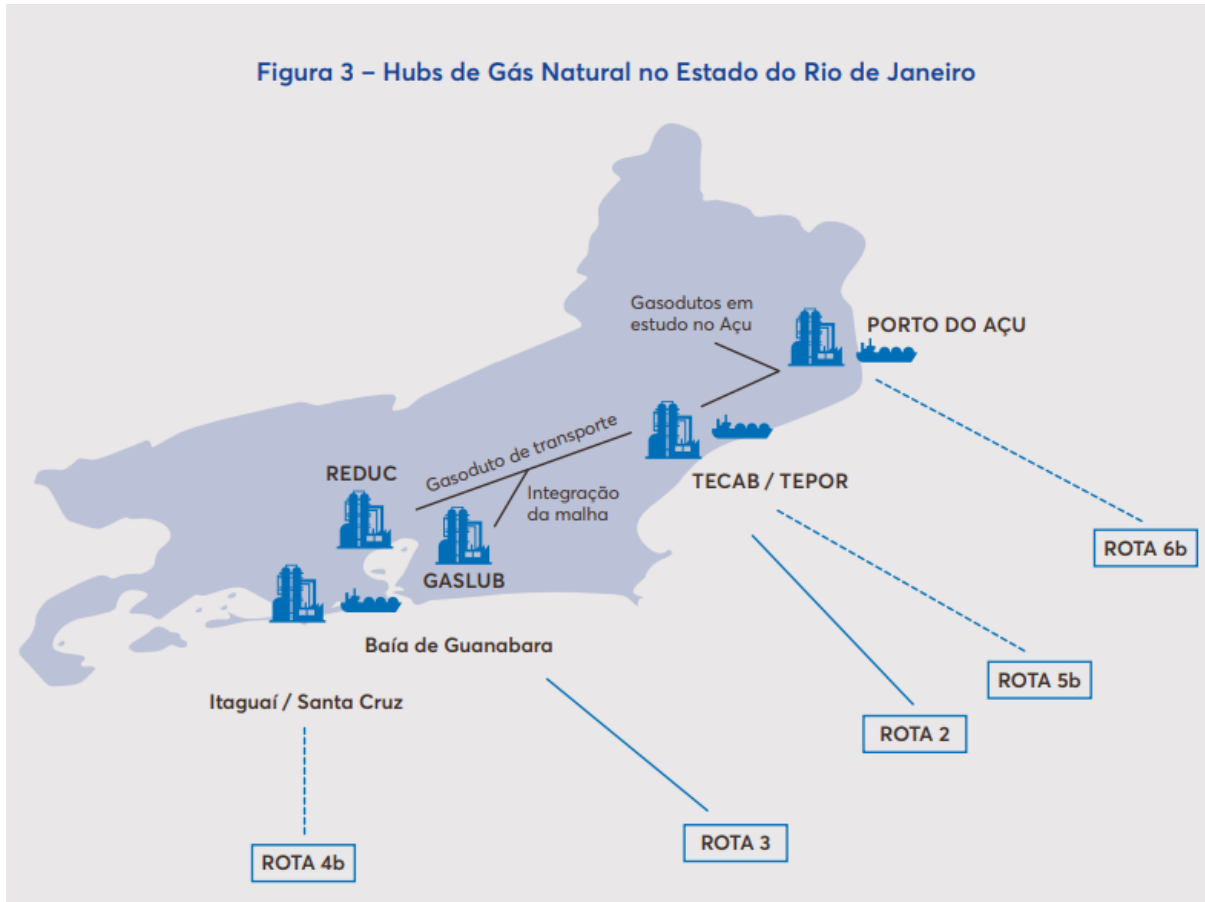 Figura 3 – Hubs de Gás Natural no Estado do Rio de Janeiro
Gasodutos em
estudo no Açu
PORTO DO AÇU
Gasoduto de transporte
REDUC
Integração
da malha
TECAB / TEPOR
ROTA 6b
GASLUB
Baía de Guanabara
ROTA 5b
Itaguaí / Santa Cruz
ROTA 2
ROTA 3
ROTA 4b